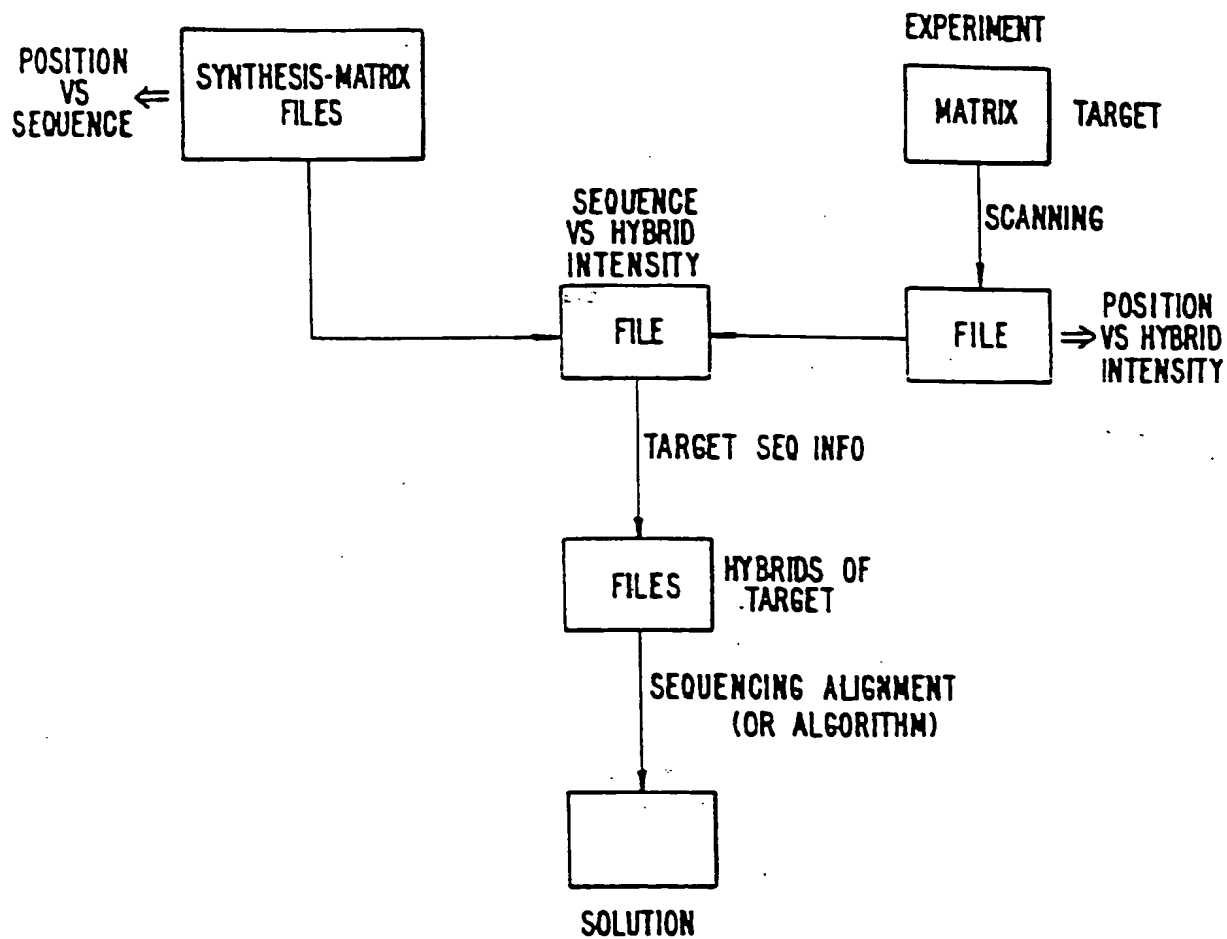 POSITION
VS
SEQUENCE
⇐
SYNTHESIS-MATRIX
FILES
EXPERIMENT
MATRIX
TARGET
SCANNING
SEQUENCE
VS HYBRID
INTENSITY
FILE
FILE
⇒
POSITION
VS HYBRID
INTENSITY
TARGET SEQ INFO
FILES
HYBRIDS OF
TARGET
SEQUENCING ALIGNMENT
(OR ALGORITHM)
SOLUTION